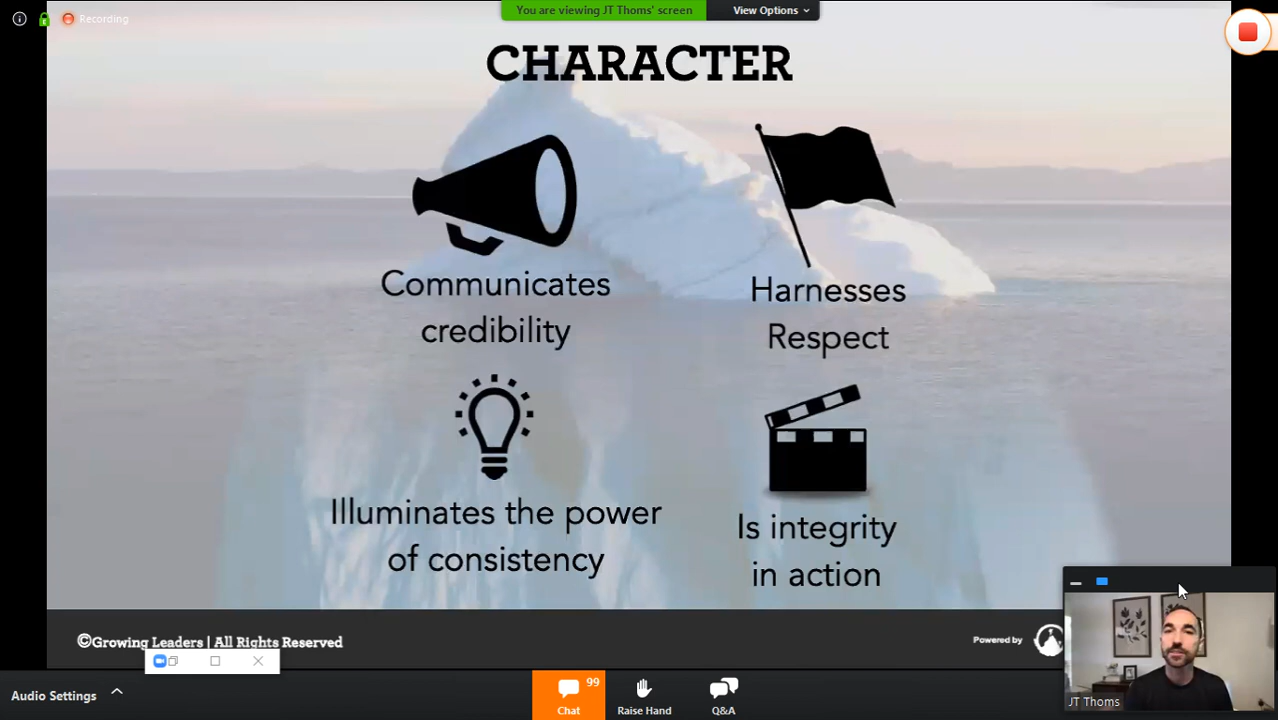 Recording
You are viewing JT Thoms' screen
View Options
CHARACTER
Communicates
credibility
Harnesses
Respect
Illuminates the power
of consistency
Is integrity
in action
©Growing Leaders | All Rights Reserved
Powered by
JT Thoms
Audio Settings
99
Chat
Raise Hand
Q&A